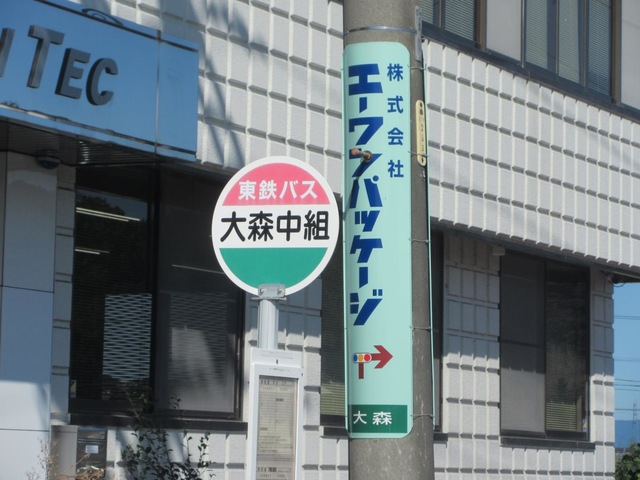 TEC
株式会社
エーワンパッケージ
東鉄バス
大森中組
大森